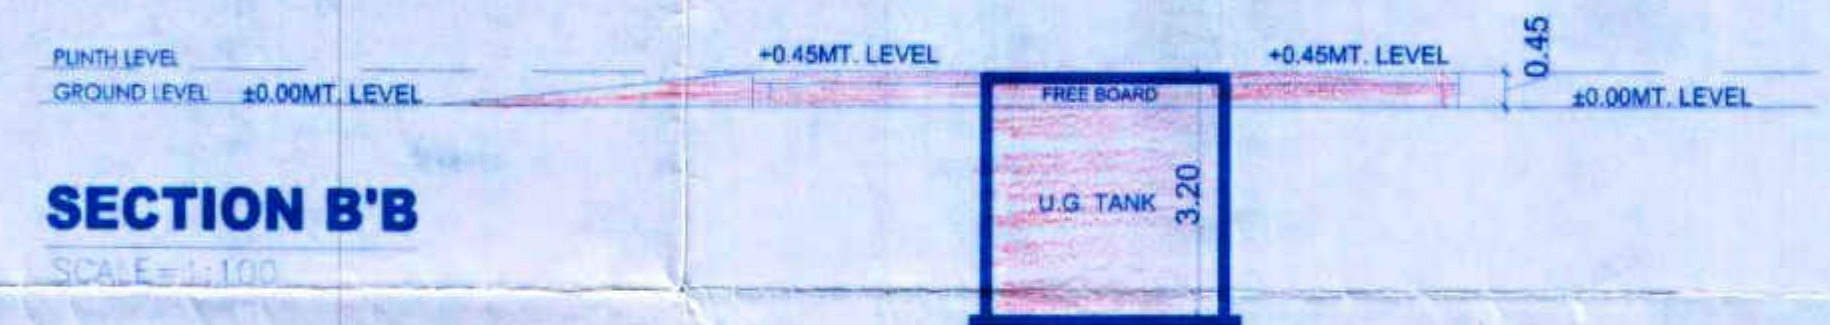 PLINTH LEVEL
+0.45MT. LEVEL
+0.45MT. LEVEL
0.45
GROUND LEVEL ±0.00MT. LEVEL
FREE BOARD
±0.00MT. LEVEL
SECTION B'B
U.G. TANK
3.20
SCALE=1:100